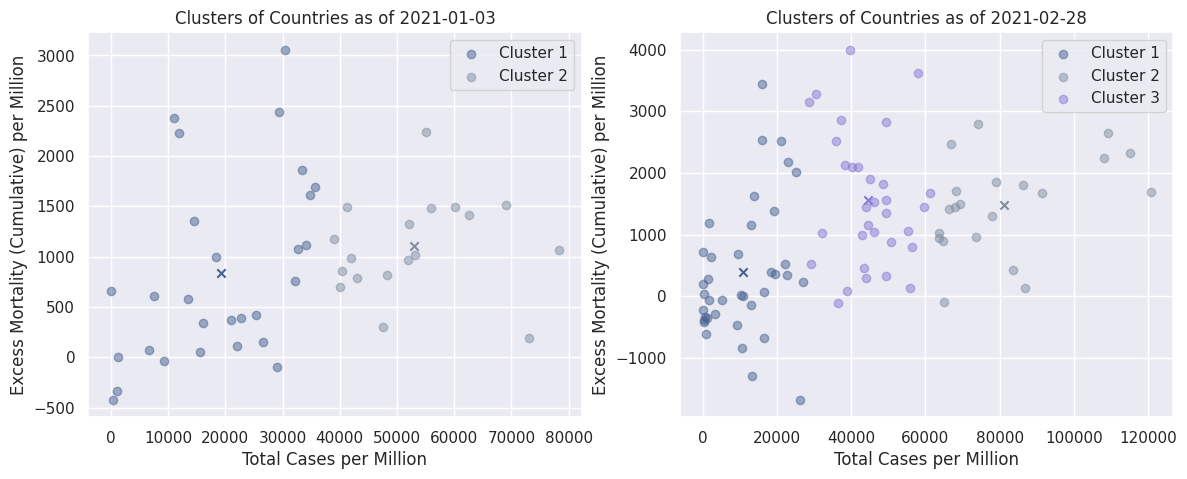 Clusters of Countries as of 2021-01-03
Excess Mortality (Cumulative) per Million
3000
2500
2000
1500
1000
500
0
−500
Cluster 1
Cluster 2
0 10000 20000 30000 40000 50000 60000 70000 80000
Total Cases per Million
Clusters of Countries as of 2021-02-28
Excess Mortality (Cumulative) per Million
4000
3000
2000
1000
0
−1000
Cluster 1
Cluster 2
Cluster 3
0 20000 40000 60000 80000 100000 120000
Total Cases per Million